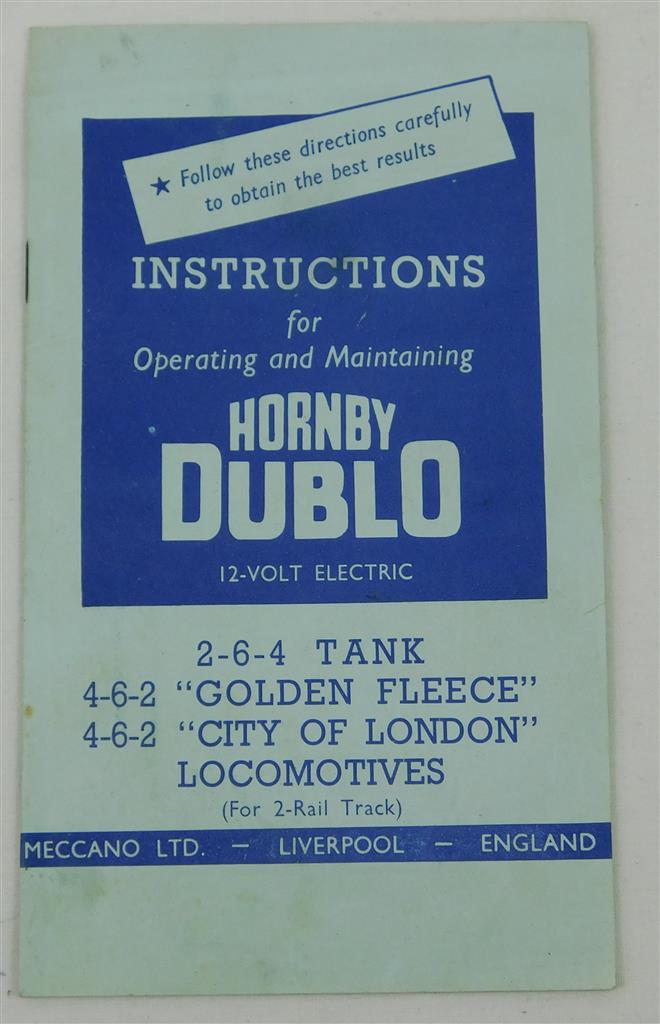 ★ Follow these directions carefully
to obtain the best results
INSTRUCTIONS
for
Operating and Maintaining
HORNBY
DUBLO
12-VOLT ELECTRIC
2-6-4 TANK
4-6-2 “GOLDEN FLEECE”
4-6-2 “CITY OF LONDON”
LOCOMOTIVES
(For 2-Rail Track)
MECCANO LTD. — LIVERPOOL — ENGLAND